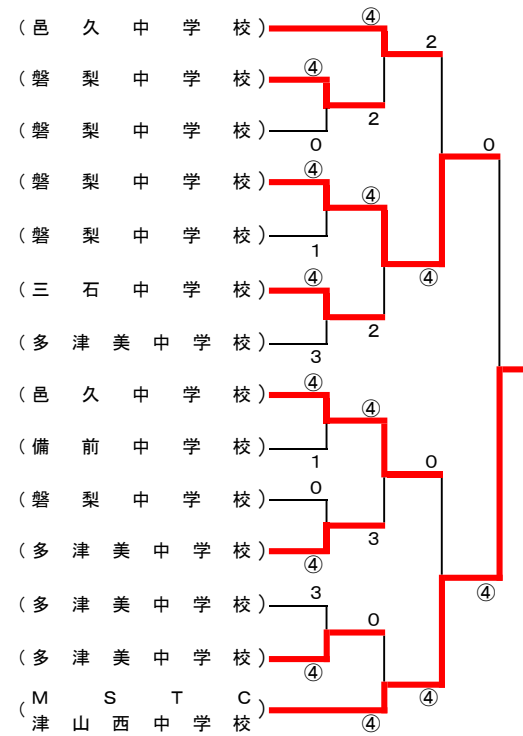 (邑久中学校) ④
2
(磐梨中学校) ④
2
(磐梨中学校) 0
0
(磐梨中学校) ④
④
(磐梨中学校) 1
④
(三石中学校) ④
2
(多津美中学校) 3
(邑久中学校) ④
④
(備前中学校) 1
0
(磐梨中学校) 0
3
(多津美中学校) ④
④
(多津美中学校) 3
0
(多津美中学校) ④
④
(MSTC
津山西中学校) ④